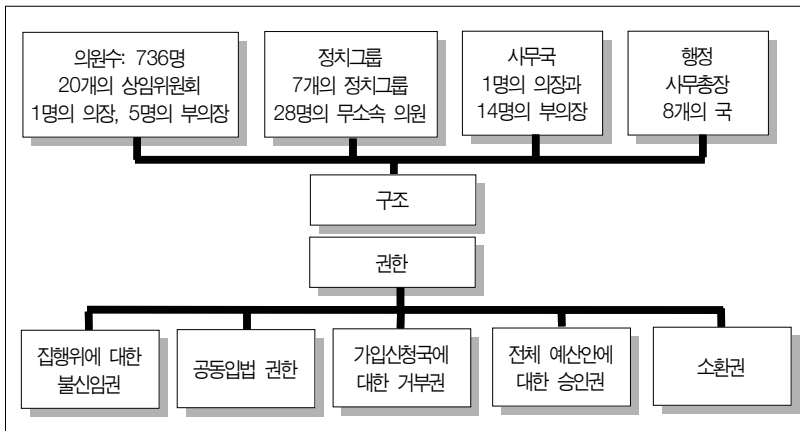 의원수: 736명
20개의 상임위원회
1명의 의장, 5명의 부의장
정치그룹
7개의 정치그룹
28명의 무소속 의원
사무국
1명의 의장과
14명의 부의장
행정
사무총장
8개의 국
구조
권한
집행위에 대한
불신임권
공동입법 권한
가입신청국에
대한 거부권
전체 예산안에
대한 승인권
소환권